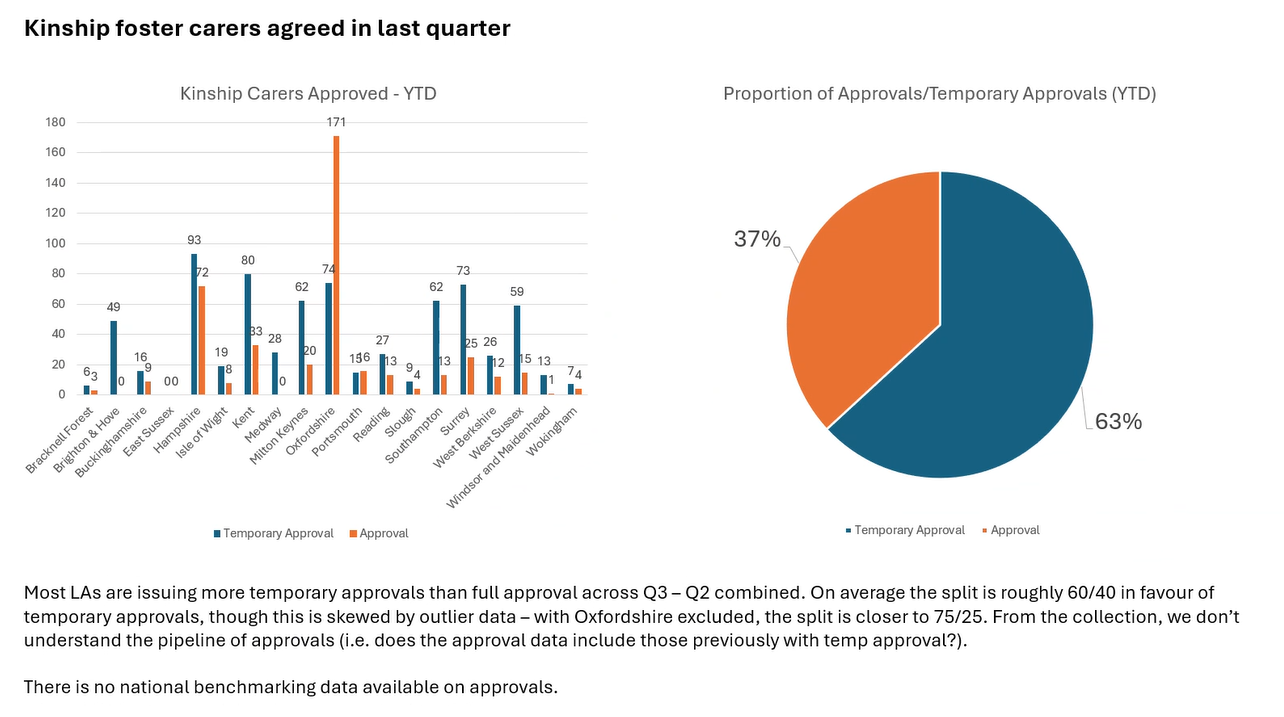 Kinship foster carers agreed in last quarter
Kinship Carers Approved - YTD
180
160
140
120
100
80
60
40
20
0
6
3
49
0
16
9
0
0
93
72
19
8
80
33
28
0
62
20
74
171
15
16
27
13
9
4
62
13
73
25
26
12
59
15
13
1
7
4
Bracknell Forest
Brighton & Hove
Buckinghamshire
East Sussex
Hampshire
Isle of Wight
Kent
Medway
Milton Keynes
Oxfordshire
Portsmouth
Reading
Slough
Southampton
Surrey
West Berkshire
West Sussex
Windsor and Maidenhead
Wokingham
Temporary Approval
Approval
Proportion of Approvals/Temporary Approvals (YTD)
37%
63%
Temporary Approval
Approval
Most LAs are issuing more temporary approvals than full approval across Q3 – Q2 combined. On average the split is roughly 60/40 in favour of
temporary approvals, though this is skewed by outlier data – with Oxfordshire excluded, the split is closer to 75/25. From the collection, we don’t
understand the pipeline of approvals (i.e. does the approval data include those previously with temp approval?).
There is no national benchmarking data available on approvals.